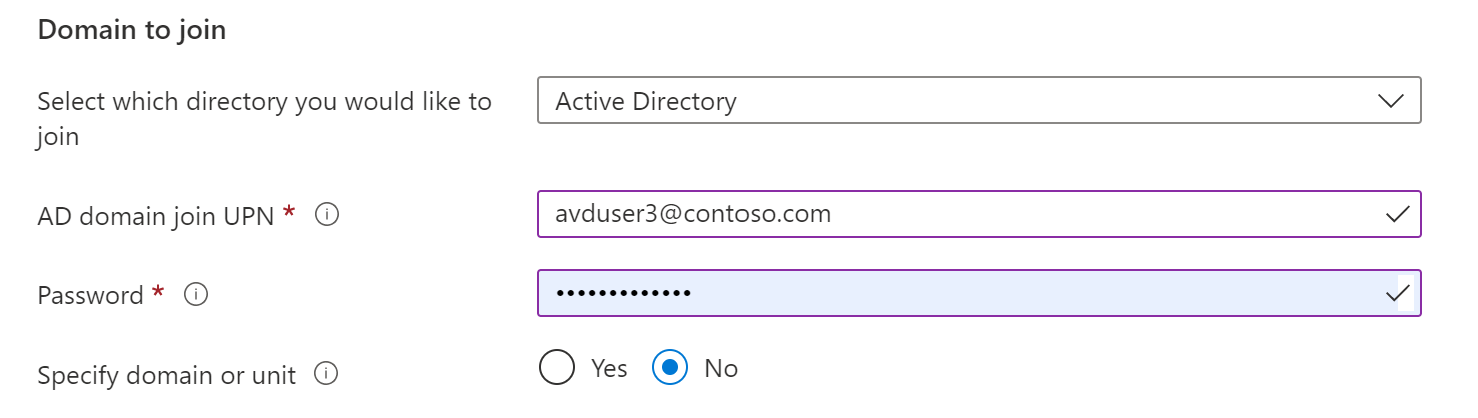 Domain to join
Select which directory you would like to
join
Active Directory
AD domain join UPN *
avduser3@contoso.com
Password *
•••••••••••••
Specify domain or unit
Yes
No